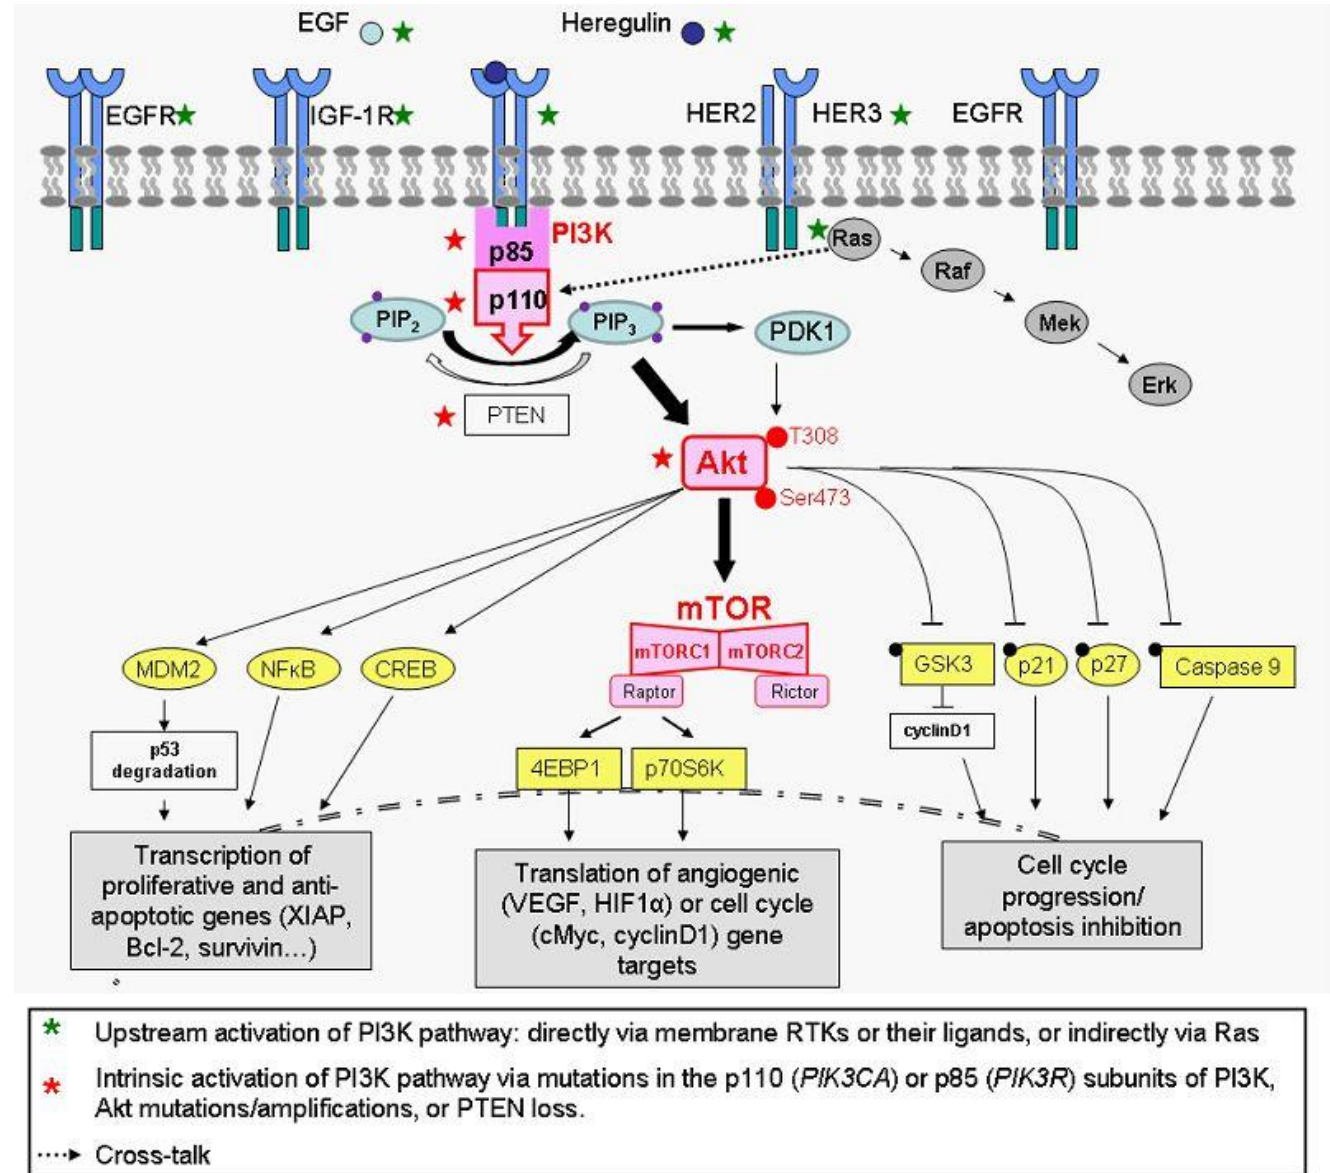 EGF
Heregulin
EGFR
IGF-1R
HER2
HER3
EGFR
PI3K
p85
Ras
Raf
p110
PIP2
PIP3
PDK1
Mek
Erk
PTEN
T308
Akt
Ser473
mTOR
mTORC1
mTORC2
MDM2
NFκB
CREB
GSK3
p21
p27
Caspase 9
Raptor
Rictor
cyclinD1
p53
degradation
4EBP1
p70S6K
Transcription of
proliferative and anti-
apoptotic genes (XIAP,
Bcl-2, survivin…)
Translation of angiogenic
(VEGF, HIF1α) or cell cycle
(cMyc, cyclinD1) gene
targets
Cell cycle
progression/
apoptosis inhibition
* Upstream activation of PI3K pathway: directly via membrane RTKs or their ligands, or indirectly via Ras
* Intrinsic activation of PI3K pathway via mutations in the p110 (PIK3CA) or p85 (PIK3R) subunits of PI3K,
Akt mutations/amplifications, or PTEN loss.
Cross-talk